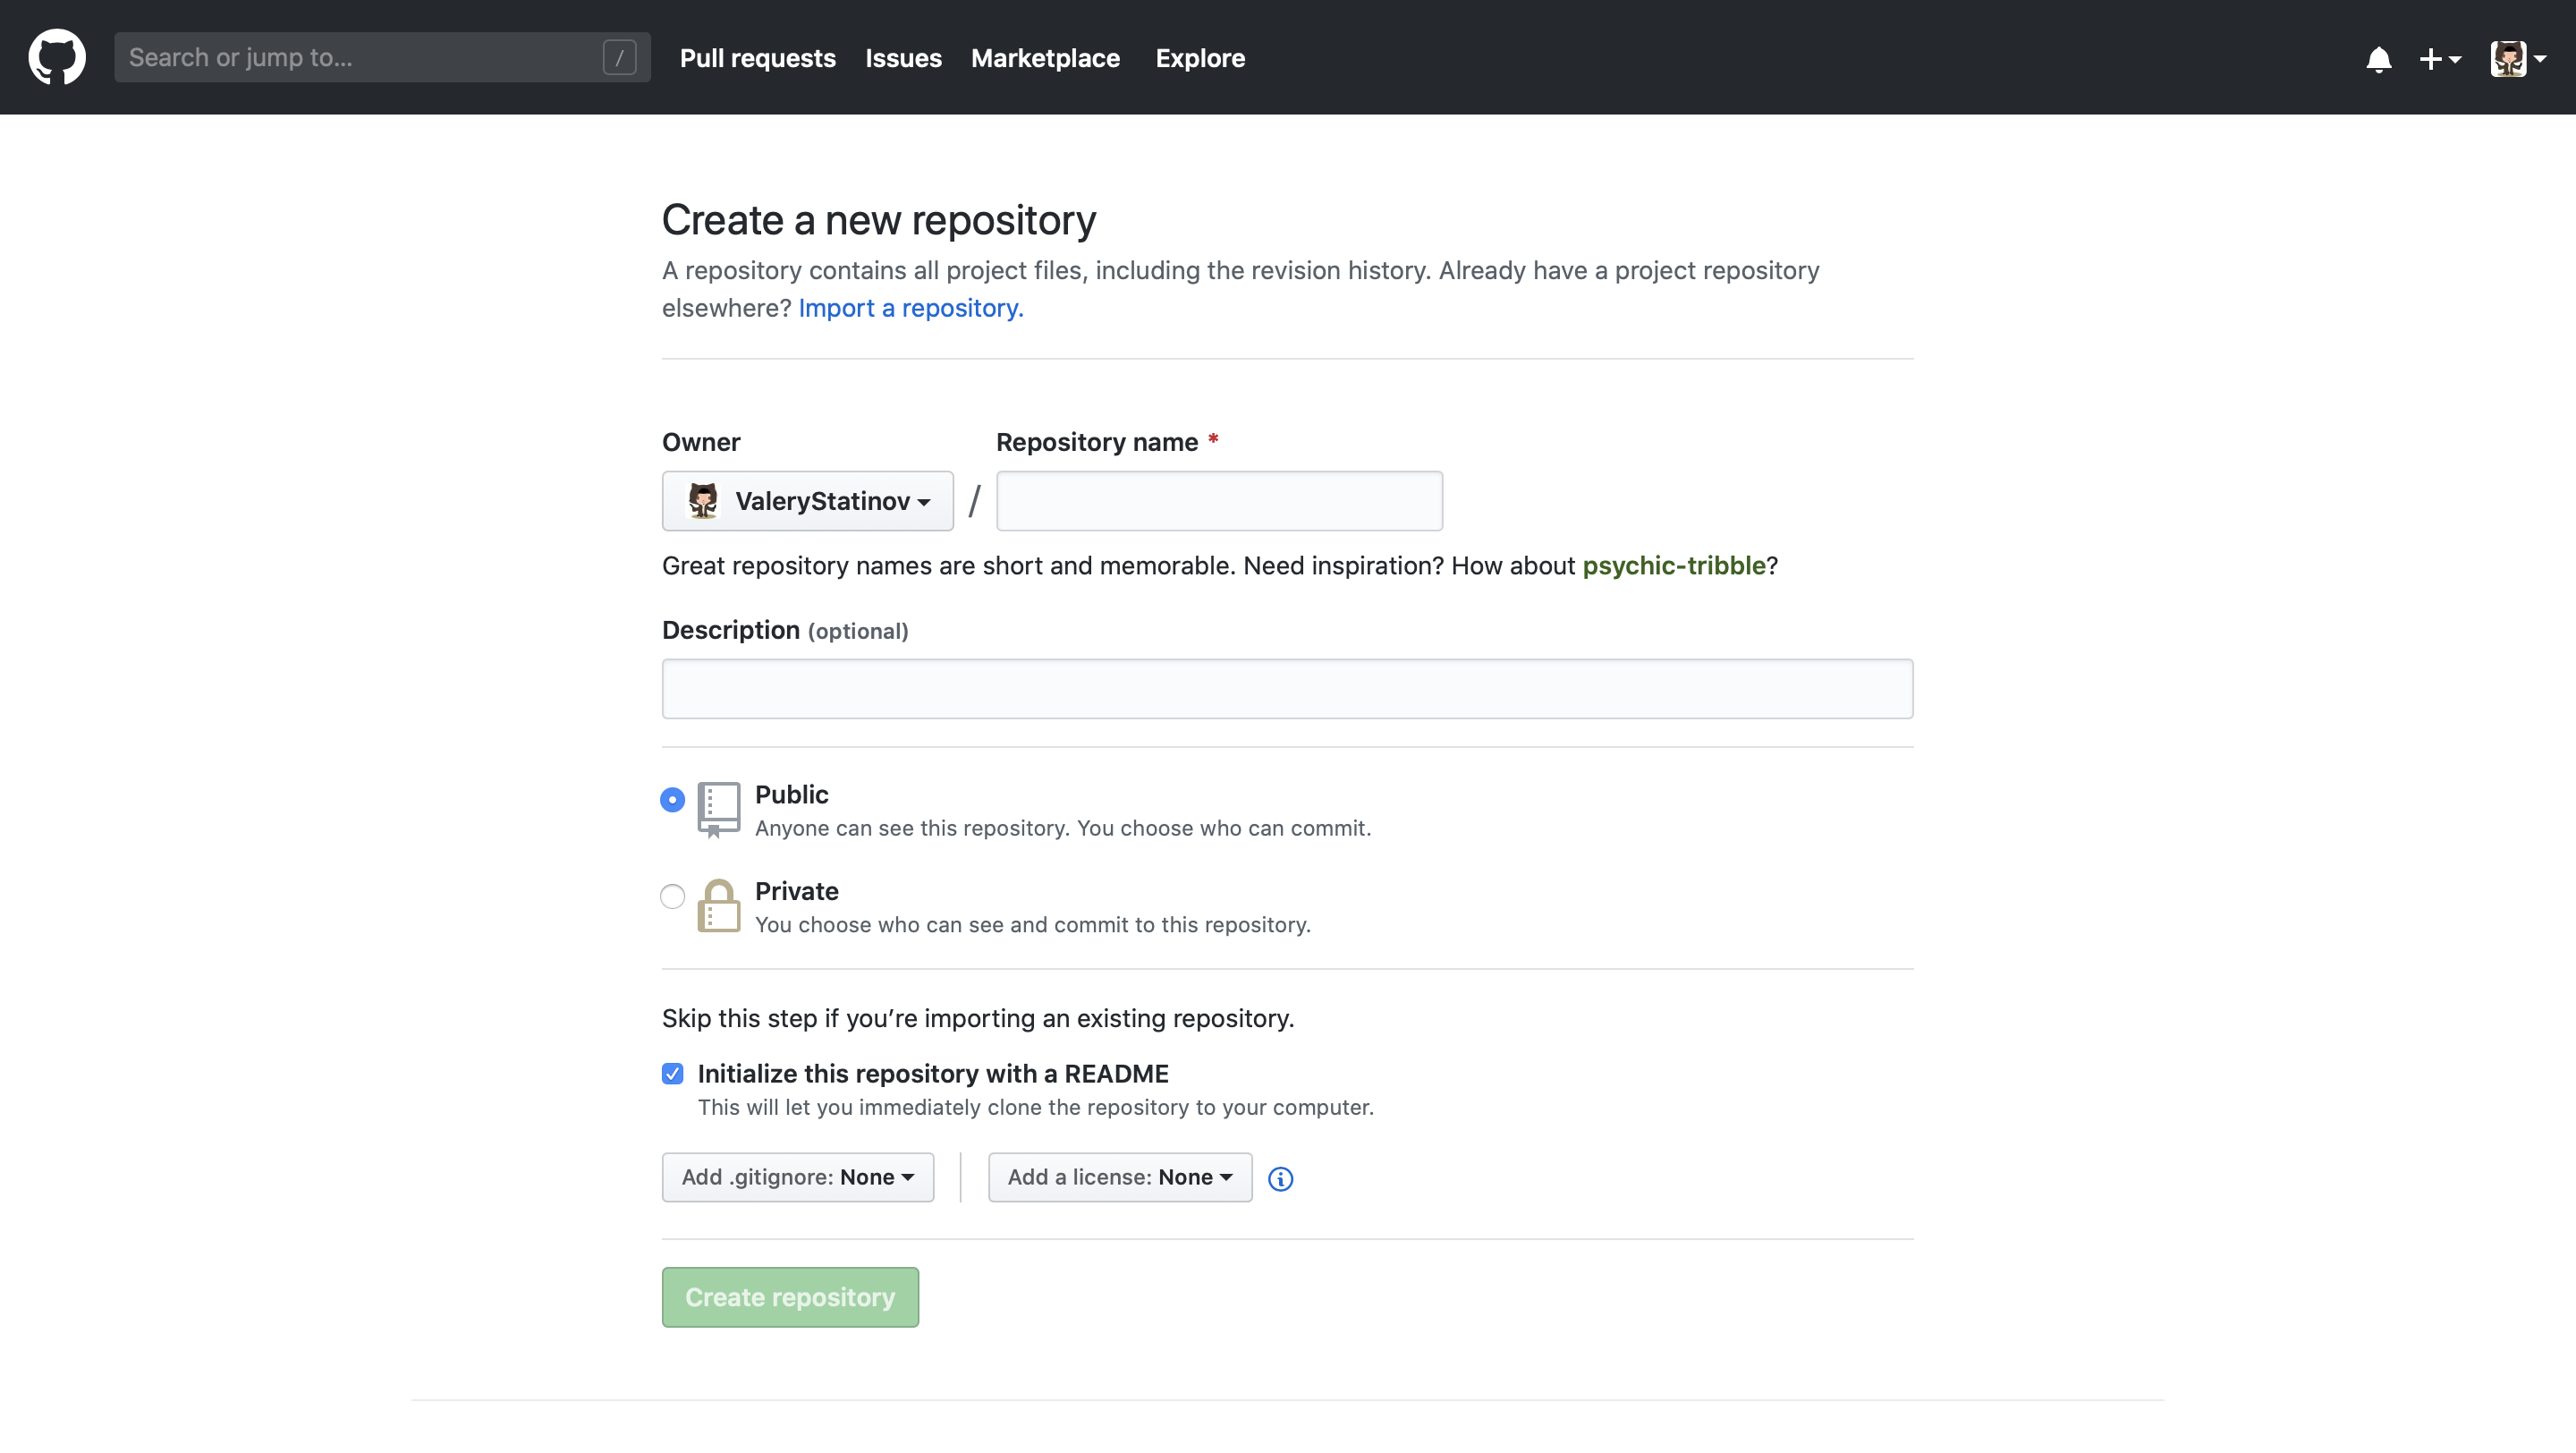 Search or jump to...
/
Pull requests
Issues
Marketplace
Explore
Create a new repository
A repository contains all project files, including the revision history. Already have a project repository
elsewhere? Import a repository.
Owner
Repository name *
ValeryStatinov
/
Great repository names are short and memorable. Need inspiration? How about psychic-tribble?
Description (optional)
Public
Anyone can see this repository. You choose who can commit.
Private
You choose who can see and commit to this repository.
Skip this step if you’re importing an existing repository.
Initialize this repository with a README
This will let you immediately clone the repository to your computer.
Add .gitignore: None
Add a license: None
Create repository